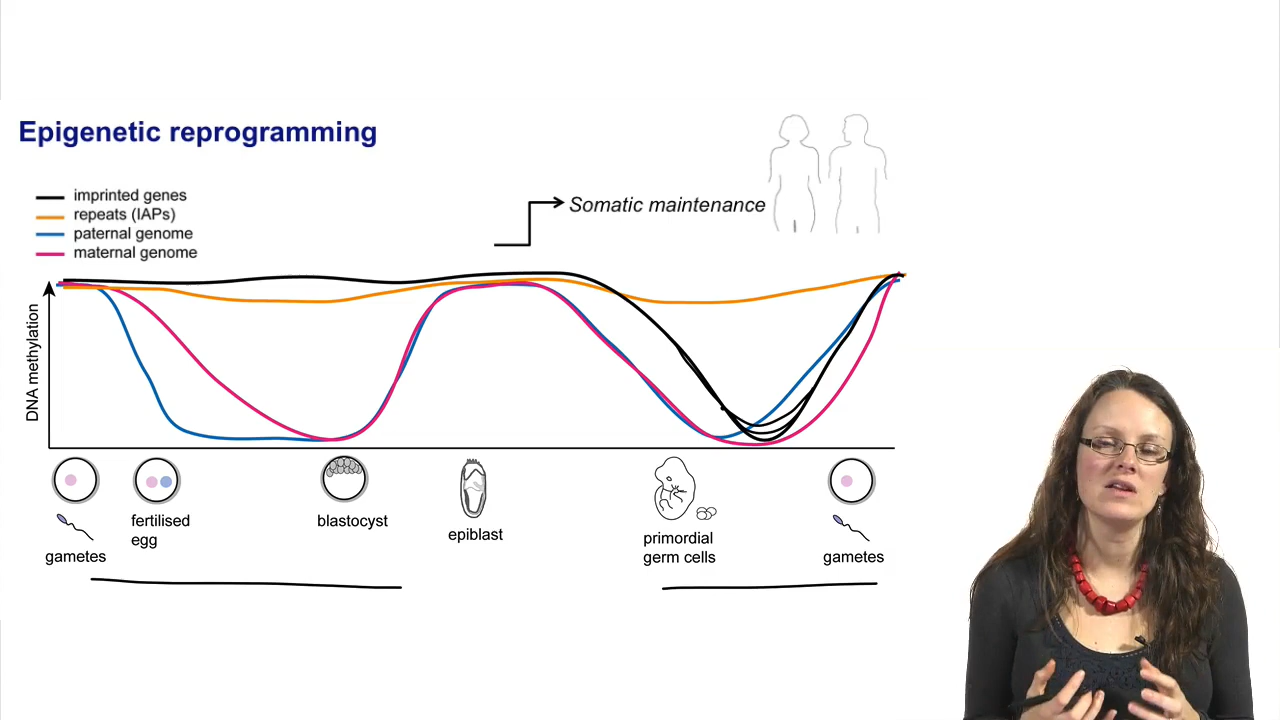 Epigenetic reprogramming
imprinted genes
repeats (IAPs)
paternal genome
maternal genome
Somatic maintenance
DNA methylation
gametes
fertilised
egg
blastocyst
epiblast
primordial
germ cells
gametes